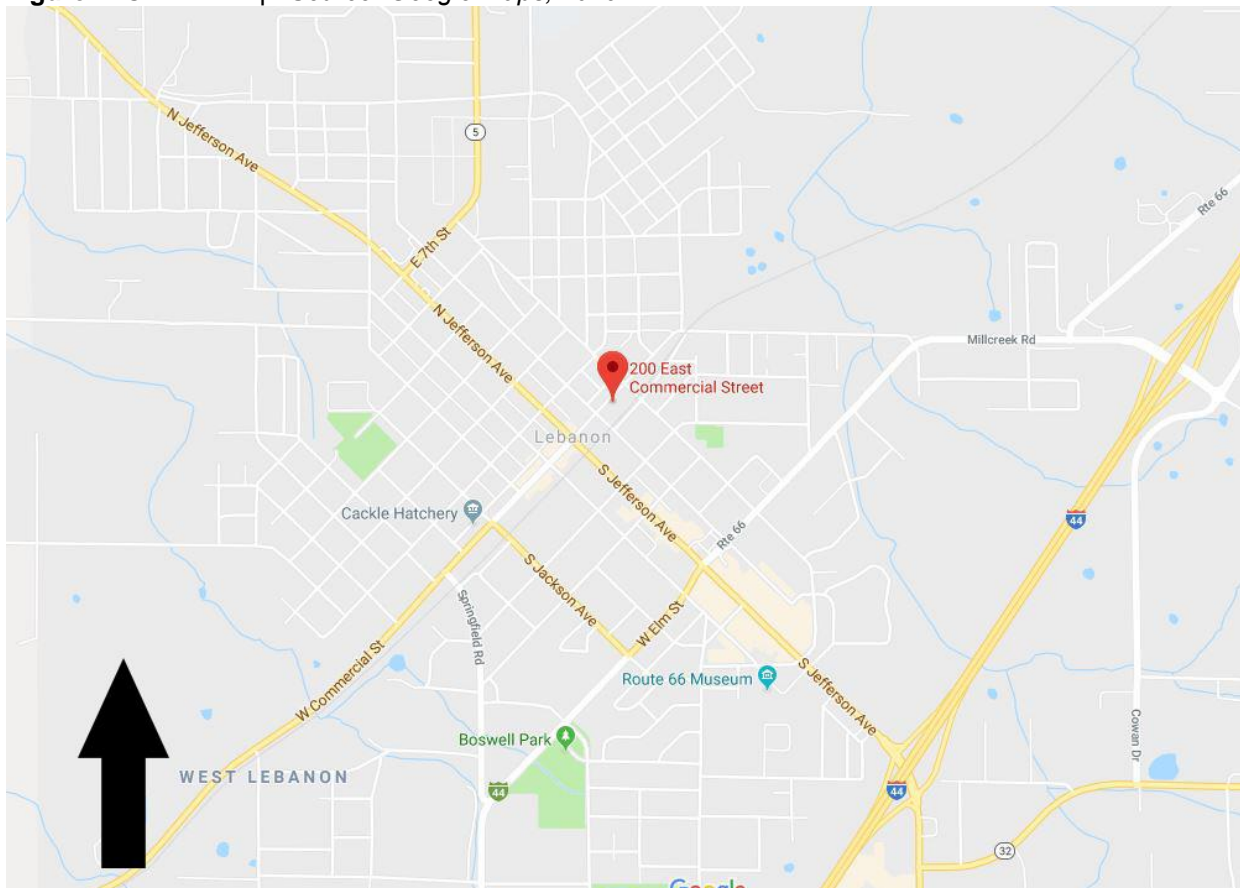 N Jefferson Ave
5
E 7th St
Rte 66
N Jefferson Ave
Millcreek Rd
200 East
Commercial Street
Lebanon
S Jefferson Ave
Cackle Hatchery
Rte 66
44
S Jackson Ave
Springfield Rd
W Elm St
W Commercial St
Route 66 Museum
S Jefferson Ave
Cowan Dr
Boswell Park
WEST LEBANON
44
44
32
Google